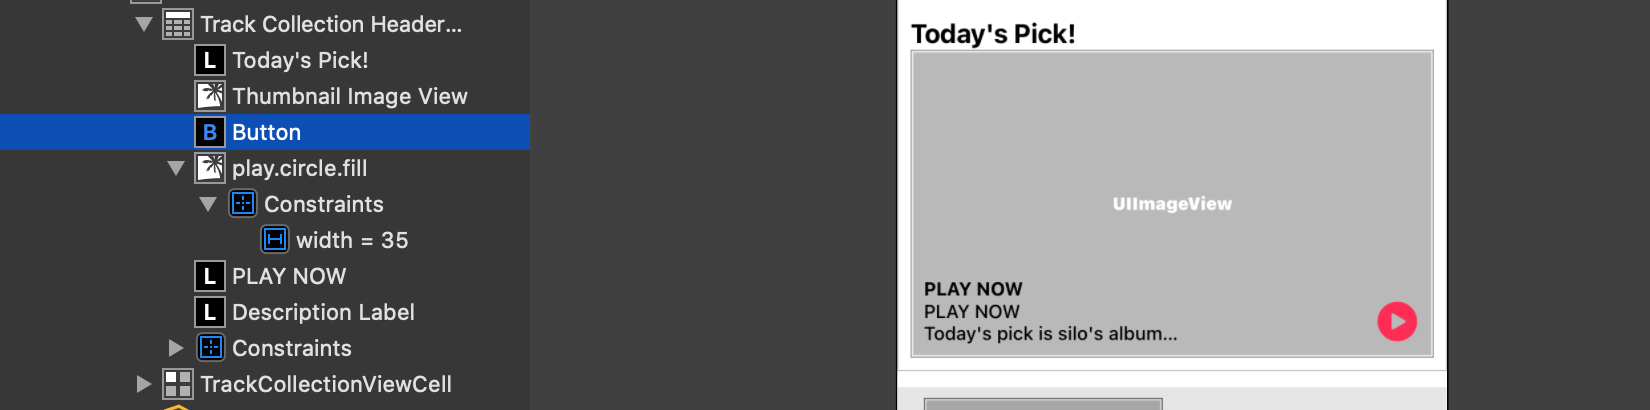 Track Collection Header...
L Today's Pick!
Thumbnail Image View
B Button
play.circle.fill
Constraints
width = 35
L PLAY NOW
L Description Label
Constraints
TrackCollectionViewCell
Today's Pick!
UIImageView
PLAY NOW
PLAY NOW
Today's pick is silo's album...